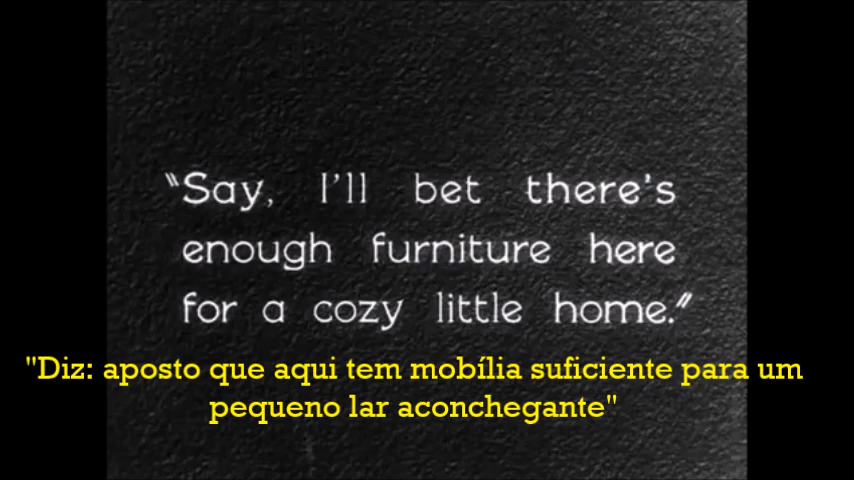 “Say, I’ll bet there’s
enough furniture here
for a cozy little home.”
"Diz: aposto que aqui tem mobília suficiente para um
pequeno lar aconchegante"